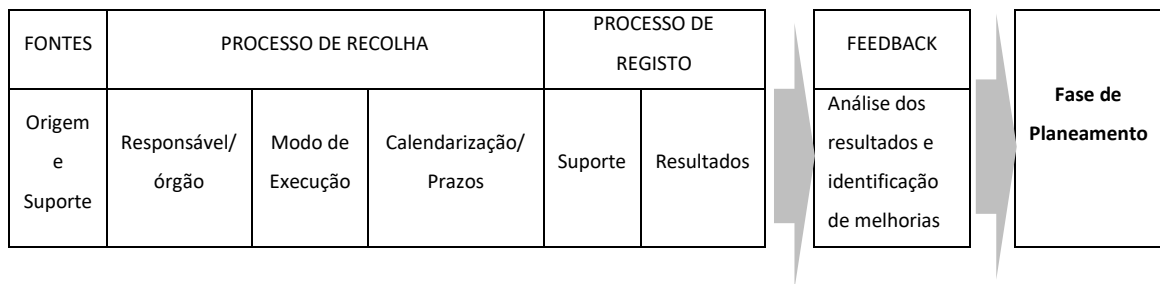 FONTES
PROCESSO DE RECOLHA
PROCESSO DE
REGISTO
FEEDBACK
Origem
e
Suporte
Responsável/
órgão
Modo de
Execução
Calendarização/
Prazos
Suporte
Resultados
Análise dos
resultados e
identificação
de melhorias
Fase de
Planeamento